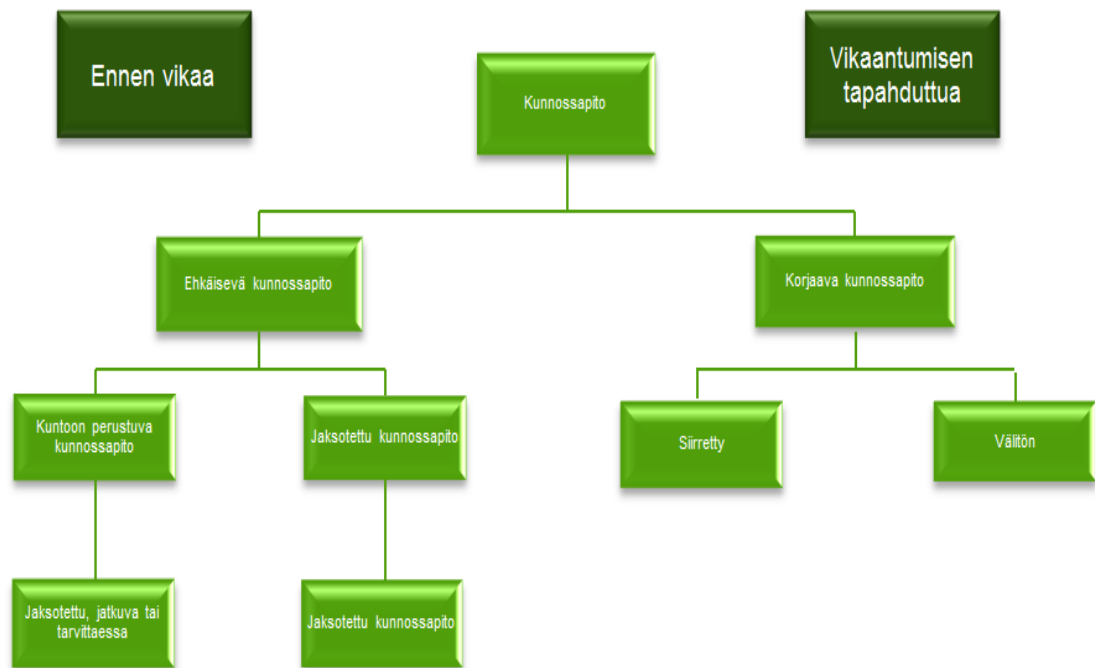 Ennen vikaa
Kunnossapito
Vikaantumisen
tapahduttua
Ehkäisevä kunnossapito
Korjaava kunnossapito
Kuntoon perustuva
kunnossapito
Jaksotettu kunnossapito
Siirretty
Välitön
Jaksotettu, jatkuva tai
tarvittaessa
Jaksotettu kunnossapito